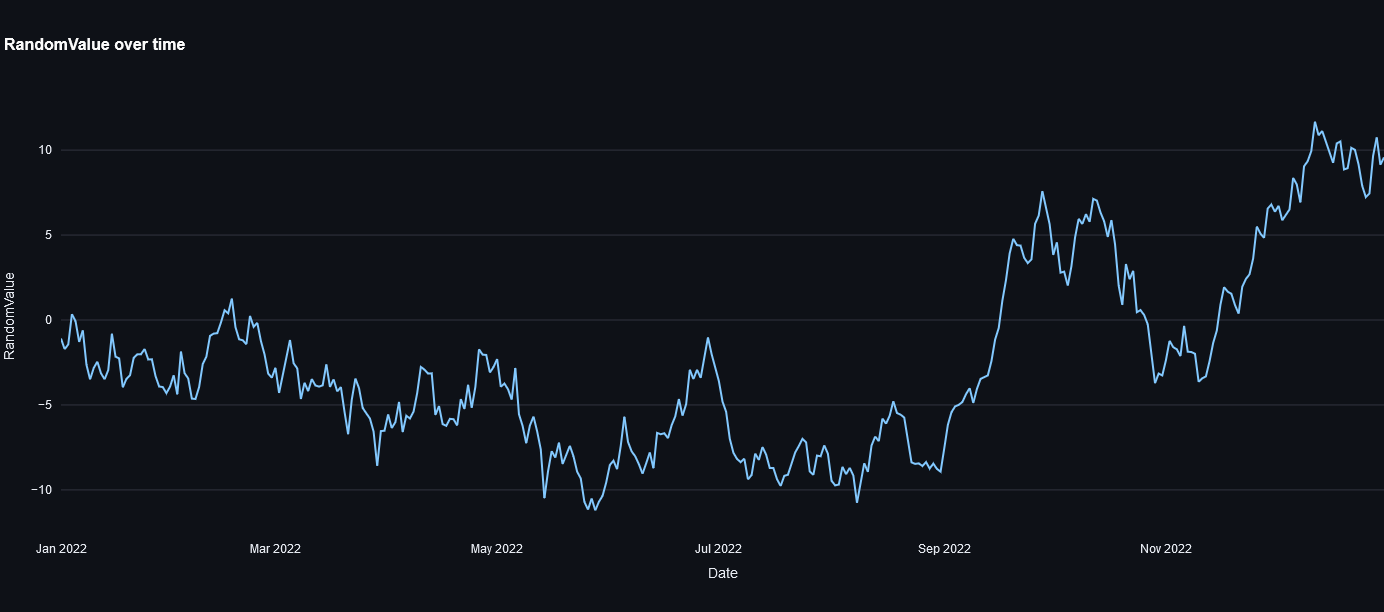 RandomValue over time
10
5
0
−5
−10
RandomValue
Jan 2022
Mar 2022
May 2022
Jul 2022
Sep 2022
Nov 2022
Date